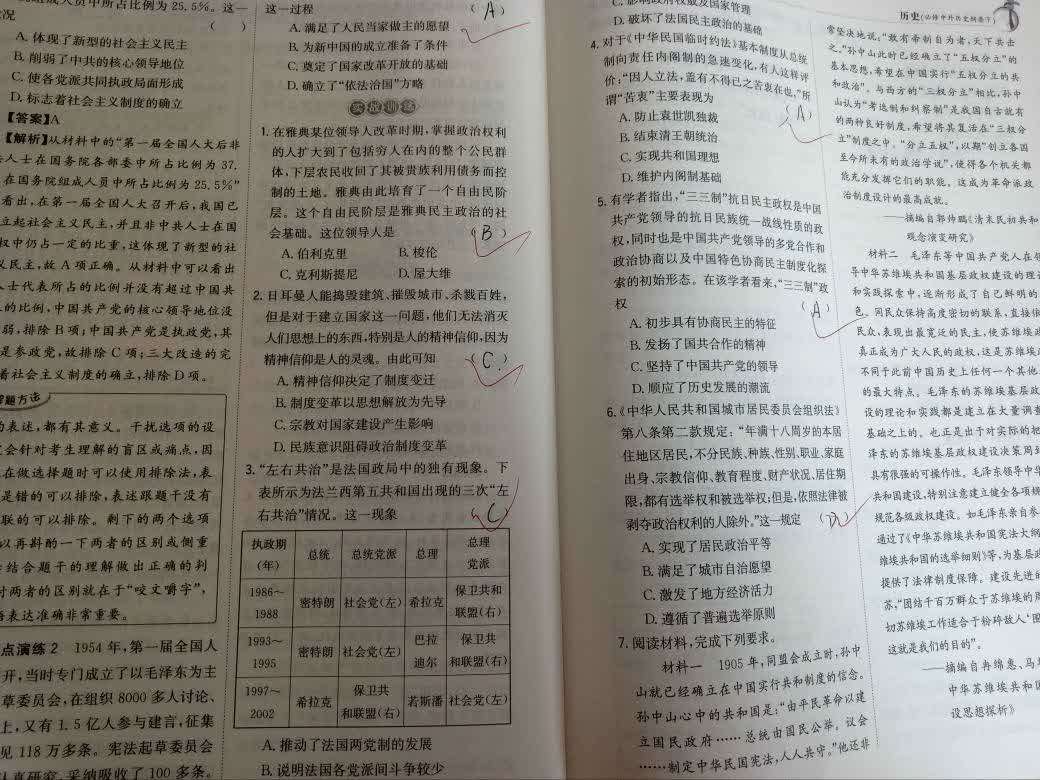 组成人员中所占比例为25.5%。这一
况
( )
A. 体现了新型的社会主义民主
B. 削弱了中共的核心领导地位
C. 使各党派共同执政局面形成
D. 标志着社会主义制度的确立
【答案】A
【解析】从材料中的“第一届全国人大后非
人士在国务院各部委中所占比例为37.
在国务院组成人员中所占比例为25.5%”
看出,在第一届全国人大召开后,我国已
立起社会主义民主,并且非中共人士在国
权中仍占一定的比重,这体现了新型的社
义民主,故A项正确。从材料中可以看出
人士代表所占的比例并没有超过中国共
的比例,中国共产党的核心领导地位没
弱,排除B项;中国共产党是执政党,其
是参政党,故排除C项;三大改造的完
着社会主义制度的确立,排除D项。
解题方法
的表述,都有其意义。干扰选项的设
会针对考生理解的盲区或痛点,因
在做选择题时可以使用排除法,表
是错的可以排除,表述跟题干没有
联的可以排除。剩下的两个选项
以再斟酌一下两者的区别或侧重
结合题干的理解做出正确的判
时两者的区别就在于“咬文嚼字”,
语表达准确非常重要。
点演练2 1954年,第一届全国人
开,当时专门成立了以毛泽东为主
草委员会,在组织8000多人讨论、
上,又有1.5亿人参与建言,征集
见118万多条。宪法起草委员会
认真研究,采纳吸收了100多条。
这一过程 (A)
A. 满足了人民当家做主的愿望
B. 为新中国的成立准备了条件
C. 奠定了国家改革开放的基础
D. 确立了“依法治国”方略
实战训练
1. 在雅典某位领导人改革时期,掌握政治权利
的人扩大到了包括穷人在内的整个公民群
体,下层农民收回了其被贵族利用债务而控
制的土地。雅典由此培育了一个自由民阶
层。这个自由民阶层是雅典民主政治的社
会基础。这位领导人是 (B)
A. 伯利克里 B. 梭伦
C. 克利斯提尼 D. 屋大维
2. 日耳曼人能捣毁建筑、摧毁城市、杀戮百姓,
但是对于建立国家这一问题,他们无法消灭
人们思想上的东西,特别是人的精神信仰,因为
精神信仰是人的灵魂。由此可知 (C)
A. 精神信仰决定了制度变迁
B. 制度变革以思想解放为先导
C. 宗教对国家建设产生影响
D. 民族意识阻碍政治制度变革
3. “左右共治”是法国政局中的独有现象。下
表所示为法兰西第五共和国出现的三次“左
右共治”情况。这一现象 (C)
执政期(年) 总统 总统党派 总理 总理党派
1986~1988 密特朗 社会党(左) 希拉克 保卫共和联盟(右)
1993~1995 密特朗 社会党(左) 巴拉迪尔 保卫共和联盟(右)
1997~2002 希拉克 保卫共和联盟(右) 若斯潘 社会党(左)
A. 推动了法国两党制的发展
B. 说明法国各党派间斗争较少
历史(必修中外历史纲要下)
C. 影响政府权威及国家管理
D. 破坏了法国民主政治的基础
4. 对于《中华民国临时约法》基本制度从总统
制向责任内阁制的急速变化,有人这样评
价,“因人立法,盖有不得已之苦衷在也,”所
谓“苦衷”主要表现为 (A)
A. 防止袁世凯独裁
B. 结束清王朝统治
C. 实现共和国理想
D. 维护内阁制基础
5. 有学者指出,“三三制”抗日民主政权是中国
共产党领导的抗日民族统一战线性质的政
权,同时也是中国共产党领导的多党合作和
政治协商以及中国特色协商民主制度化探
索的初始形态。在该学者看来,“三三制”政
权 (A)
A. 初步具有协商民主的特征
B. 发扬了国共合作的精神
C. 坚持了中国共产党的领导
D. 顺应了历史发展的潮流
6. 《中华人民共和国城市居民委员会组织法》
第八条第二款规定:“年满十八周岁的本居
住地区居民,不分民族、种族、性别、职业、家庭
出身、宗教信仰、教育程度、财产状况、居住期
限,都有选举权和被选举权;但是,依照法律被
剥夺政治权利的人除外。”这一规定 (D)
A. 实现了居民政治平等
B. 满足了城市自治愿望
C. 激发了地方经济活力
D. 遵循了普遍选举原则
7. 阅读材料,完成下列要求。
材料一 1905年,同盟会成立时,孙中
山就已经确立在中国实行共和制度的信念。
孙中山心中的共和国是:“由平民革命以建
立国民政府……总统由国民公举。议会
……制定中华民国宪法,人人共守。”他还非
常坚决地说:“敢有帝制自为者,天下共击
之。”孙中山此时已经确立了“五权分立”的
基本思想,希望在中国实行“五权分立的共
和政治”。与西方的“三权分立”相比,孙中
山认为“考选制和纠察制”是我国自古就有
的两种良好制度,希望将其复活在“三权分
立”制度之中。“分立五权”,以期“创立各国
至今所未有的政治学说”,使得各个机关都
能充分发挥它们的职能。这成为革命派政
治制度设计的最高成就。
——摘编自郭帅鹏《清末民初共和
观念演变研究》
材料二 毛泽东等中国共产党人在领
导中华苏维埃共和国基层政权建设的理论
和实践探索中,逐渐形成了自己鲜明的
色。同民众保持高度密切的联系,直接依
民众,表现出最宽泛的民主,使苏维埃政
真正成为广大人民的政权,这是苏维埃
不同于此前中国历史上任何一个其他
的最大特点。毛泽东的苏维埃基层政
设的理论和实践都是建立在大量调查
基础之上的。也正是由于对实际的把
泽东的苏维埃基层政权建设决策周到
具有很强的可操作性。毛泽东领导中华
共和国建设,特别注意建立健全各项规
规范各级政权建设。如毛泽东亲自参
通过了《中华苏维埃共和国宪法大纲
维埃共和国的选举细则》等,为基层政
提供了法律制度保障。建设先进的
苏,“团结千百万群众于苏维埃的周
切苏维埃工作适合于粉碎敌人‘围
这就是我们的目的”。
——摘编自冉绵惠、马
中华苏维埃共和国
设思想探析》